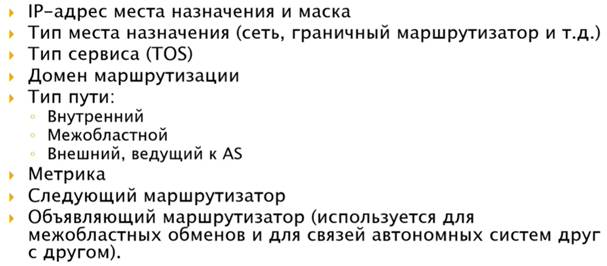 IP-адрес места назначения и маска
Тип места назначения (сеть, граничный маршрутизатор и т.д.)
Тип сервиса (TOS)
Домен маршрутизации
Тип пути:
Внутренний
Межобластной
Внешний, ведущий к AS
Метрика
Следующий маршрутизатор
Объявляющий маршрутизатор (используется для
межобластных обменов и для связей автономных систем друг
с другом).